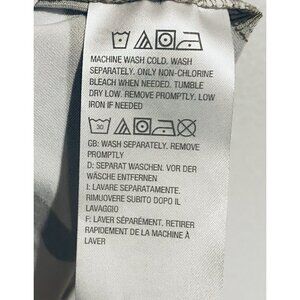 MACHINE WASH COLD. WASH
SEPARATELY. ONLY NON-CHLORINE
BLEACH WHEN NEEDED. TUMBLE
DRY LOW. REMOVE PROMPTLY. LOW
IRON IF NEEDED
30
GB: WASH SEPARATELY. REMOVE
PROMPTLY
D: SEPARAT WASCHEN. VOR DER
WÄSCHE ENTFERNEN
I: LAVARE SEPARATAMENTE.
RIMUOVERE SUBITO DOPO IL
LAVAGGIO
F: LAVER SÉPARÉMENT. RETIRER
RAPIDEMENT DE LA MACHINE À
LAVER